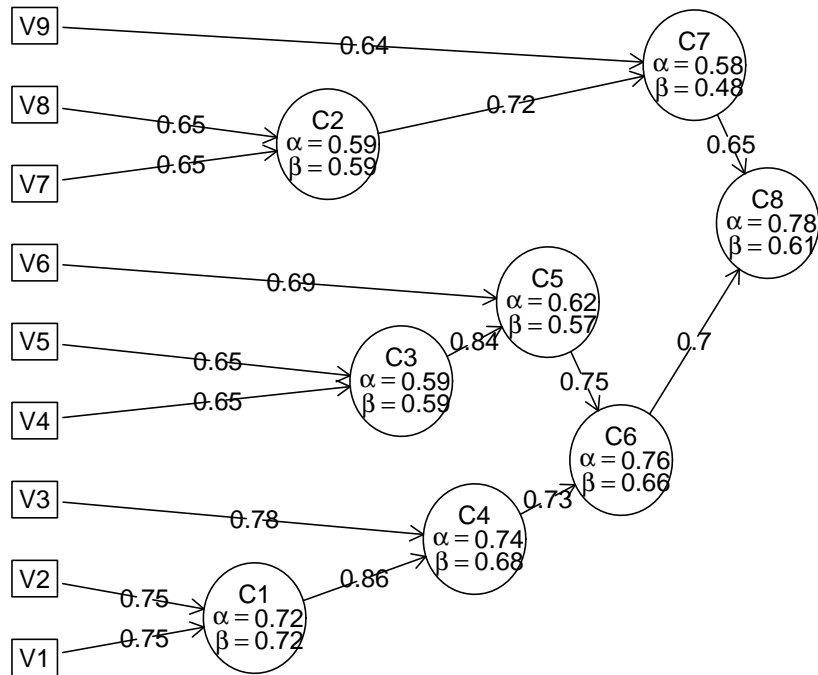 V9
0.64
C7
α = 0.58
β = 0.48
V8
0.65
C2
α = 0.59
β = 0.59
0.72
0.65
V7
0.65
C8
α = 0.78
β = 0.61
V6
0.69
C5
α = 0.62
β = 0.57
V5
0.65
C3
α = 0.59
β = 0.59
0.84
0.7
V4
0.65
0.75
C6
α = 0.76
β = 0.66
V3
0.78
C4
α = 0.74
β = 0.68
0.73
V2
0.75
C1
α = 0.72
β = 0.72
0.86
V1
0.75